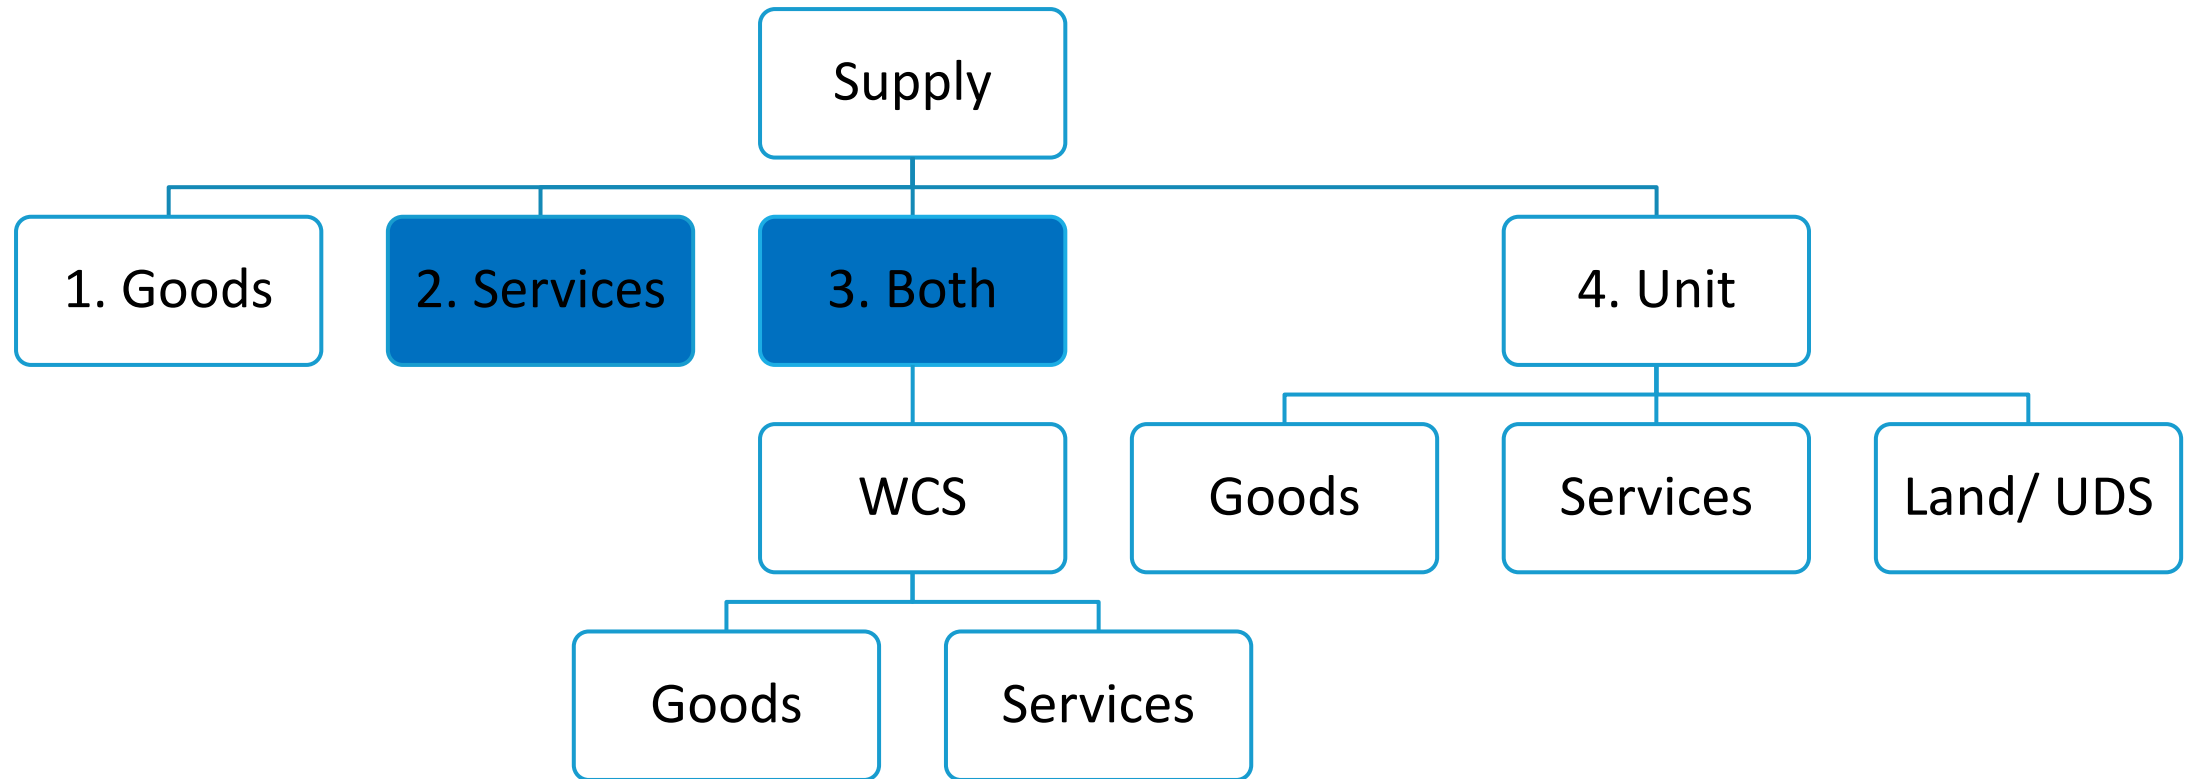 Supply
1. Goods
2. Services
3. Both
4. Unit
WCS
Goods
Services
Land/ UDS
Goods
Services